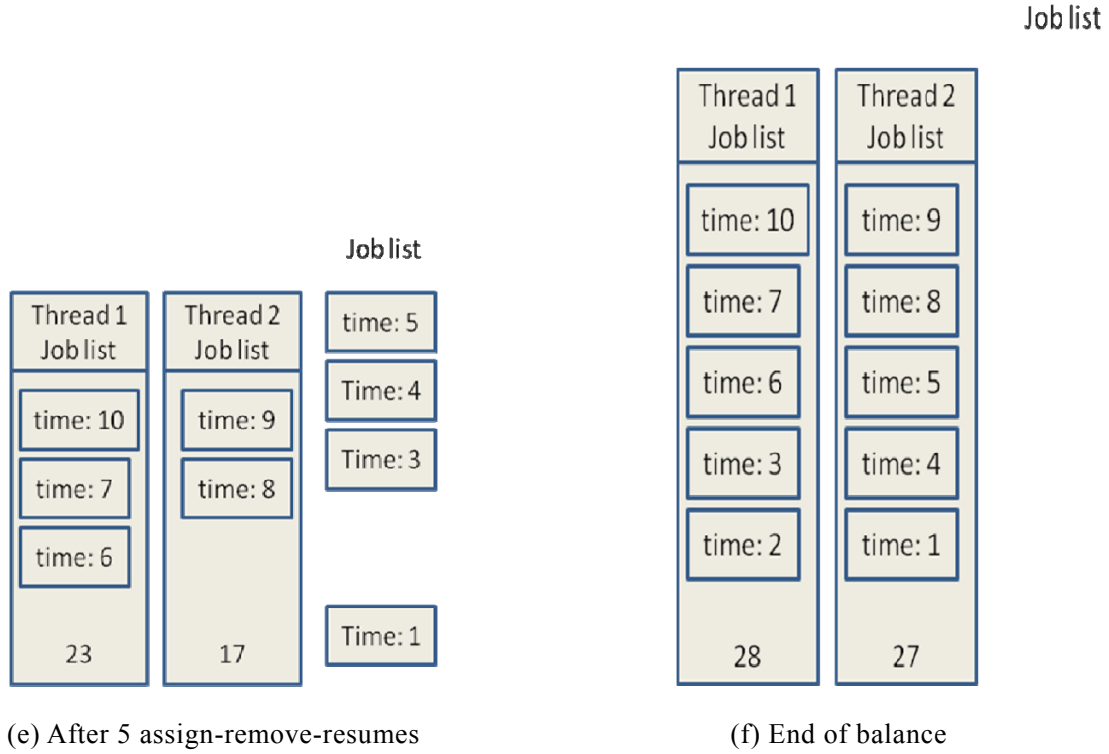 Job list
Thread 1
Job list
time: 10
time: 7
time: 6
23
Thread 2
Job list
time: 9
time: 8
17
time: 5
Time: 4
Time: 3
Time: 1
(e) After 5 assign-remove-resumes
Job list
Thread 1
Job list
time: 10
time: 7
time: 6
time: 3
time: 2
28
Thread 2
Job list
time: 9
time: 8
time: 5
time: 4
time: 1
27
(f) End of balance